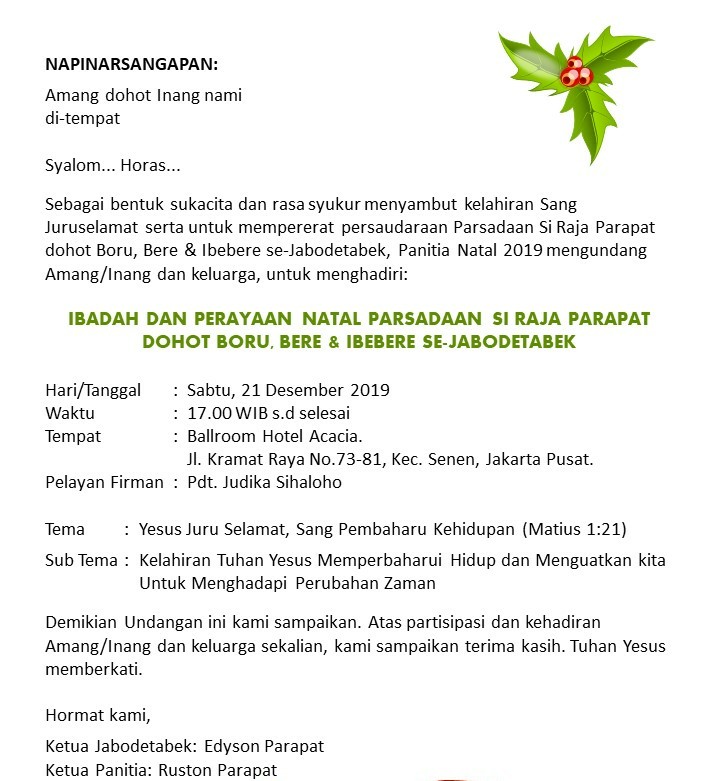 NAPINARSANGAPAN:
Amang dohot Inang nami
di-tempat
Syalom... Horas...
Sebagai bentuk sukacita dan rasa syukur menyambut kelahiran Sang
Juruselamat serta untuk mempererat persaudaraan Parsadaan Si Raja Parapat
dohot Boru, Bere & Ibebere se-Jabodetabek, Panitia Natal 2019 mengundang
Amang/Inang dan keluarga, untuk menghadiri:
IBADAH DAN PERAYAAN NATAL PARSADAAN SI RAJA PARAPAT
DOHOT BORU, BERE & IBEBERE SE-JABODETABEK
Hari/Tanggal : Sabtu, 21 Desember 2019
Waktu : 17.00 WIB s.d selesai
Tempat : Ballroom Hotel Acacia.
Jl. Kramat Raya No.73-81, Kec. Senen, Jakarta Pusat.
Pelayan Firman : Pdt. Judika Sihaloho
Tema : Yesus Juru Selamat, Sang Pembaharu Kehidupan (Matius 1:21)
Sub Tema : Kelahiran Tuhan Yesus Memperbaharui Hidup dan Menguatkan kita
Untuk Menghadapi Perubahan Zaman
Demikian Undangan ini kami sampaikan. Atas partisipasi dan kehadiran
Amang/Inang dan keluarga sekalian, kami sampaikan terima kasih. Tuhan Yesus
memberkati.
Hormat kami,
Ketua Jabodetabek: Edyson Parapat
Ketua Panitia: Ruston Parapat